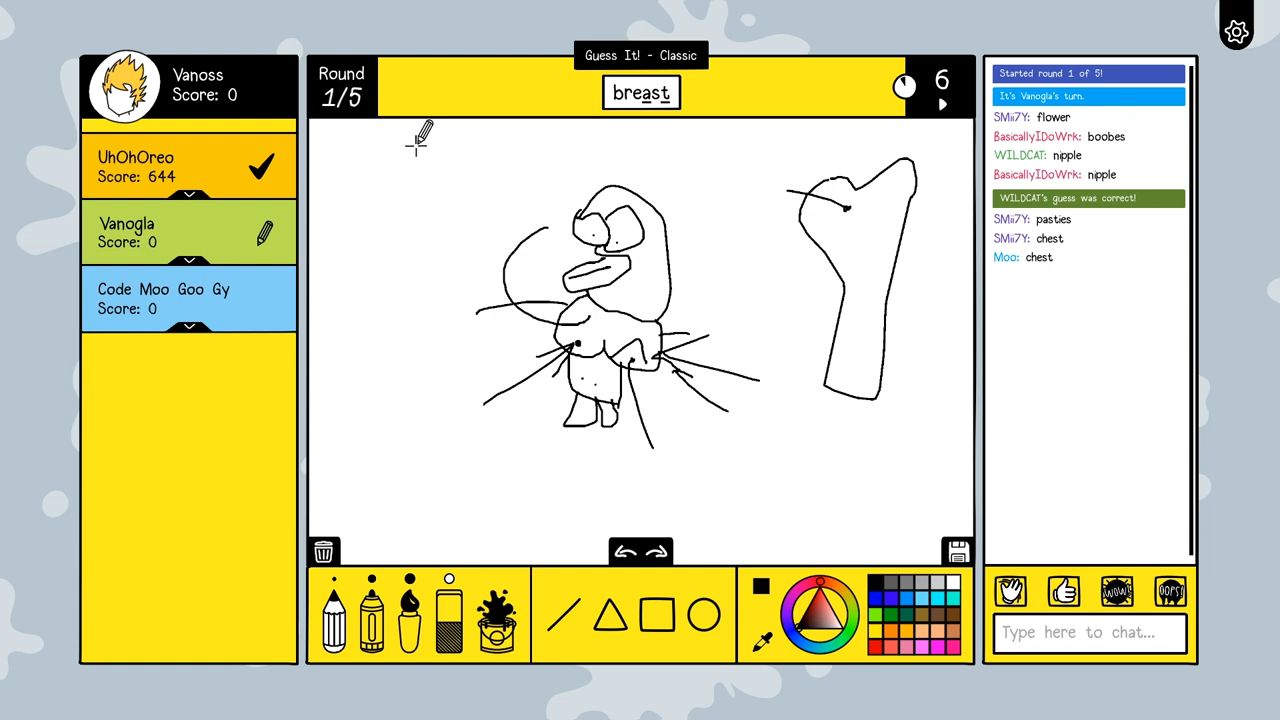 Guess It! - Classic
Vanoss
Score: 0
Round
1/5
breast
6
UhOhOreo
Score: 644
Vanogla
Score: 0
Code Moo Goo Gy
Score: 0
Started round 1 of 5!
It's Vanogla's turn.
SMii7Y: flower
BasicallyIDoWrk: boobes
WILDCAT: nipple
BasicallyIDoWrk: nipple
WILDCAT's guess was correct!
SMii7Y: pasties
SMii7Y: chest
Moo: chest
WOW!
OOPS!
Type here to chat...